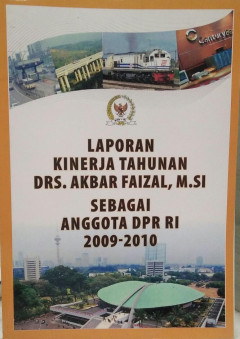 LAPORAN
KINERJA TAHUNAN
DRS. AKBAR FAIZAL, M.SI
SEBAGAI
ANGGOTA DPR RI
2009-2010